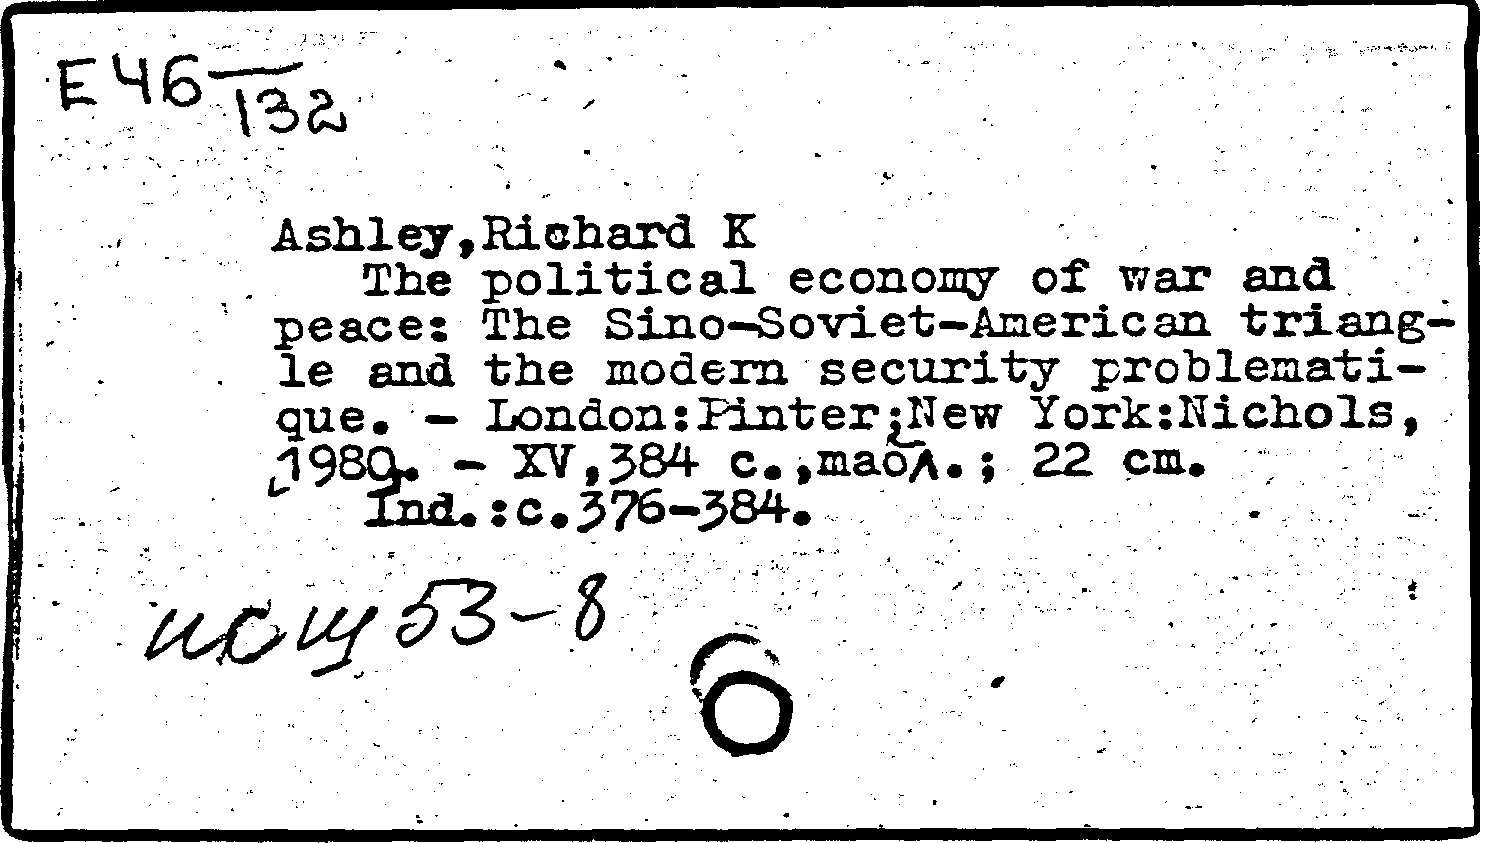 E46—
132
Ashley,Richard K
The political economy of war and
peace: The Sino-Soviet-American triang-
le and the modern security problemati-
que. - London:Pinter;New York:Nichols,
1980. - XV,384 c.,табл.; 22 cm.
Ind.:c.376-384.
53-8
6